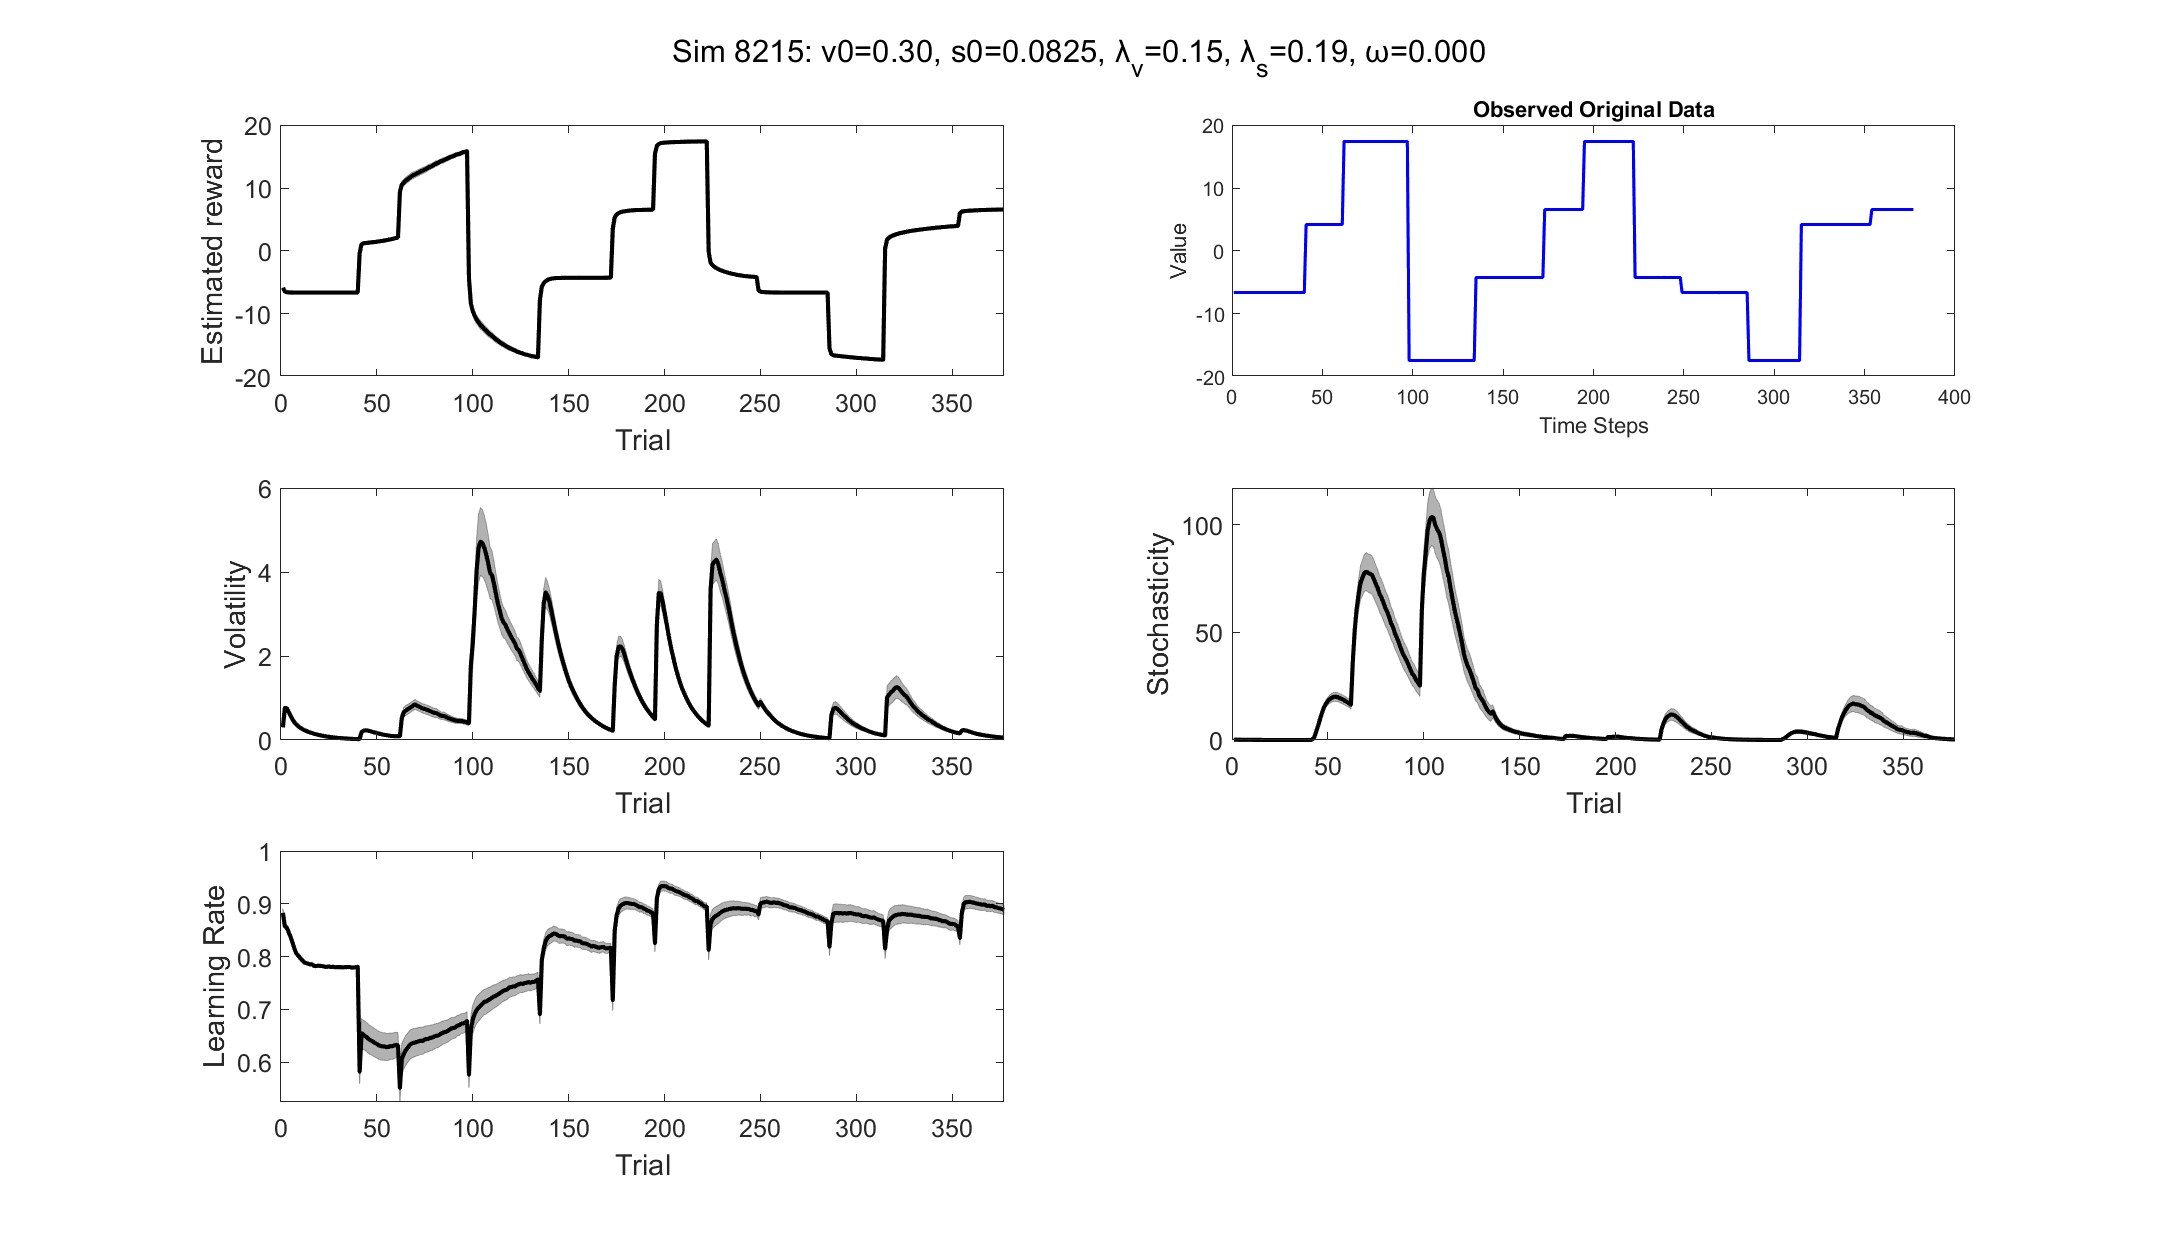 Sim 8215: v0=0.30, s0=0.0825, λv=0.15, λs=0.19, ω=0.000
Estimated reward
20
10
0
-10
-20
0 50 100 150 200 250 300 350
Trial
Observed Original Data
Value
20
10
0
-10
-20
0 50 100 150 200 250 300 350 400
Time Steps
Volatility
6
4
2
0
0 50 100 150 200 250 300 350
Trial
Stochasticity
100
50
0
0 50 100 150 200 250 300 350
Trial
Learning Rate
1
0.9
0.8
0.7
0.6
0 50 100 150 200 250 300 350
Trial